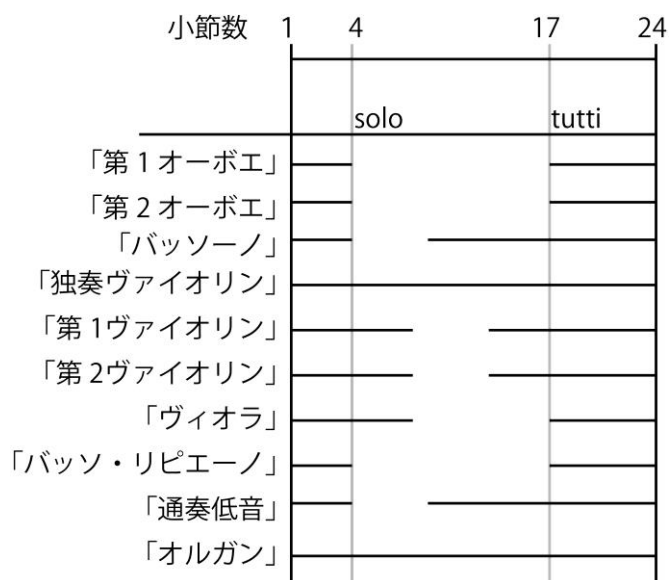 小節数 1 4 17 24
solo tutti
「第 1 オーボエ」
「第 2 オーボエ」
「バッソーノ」
「独奏ヴァイオリン」
「第 1ヴァイオリン」
「第 2ヴァイオリン」
「ヴィオラ」
「バッソ・リピエーノ」
「通奏低音」
「オルガン」